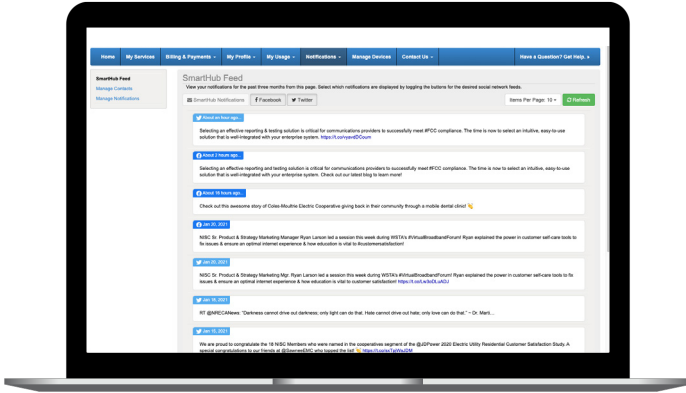 Home My Services Billing & Payments My Profile My Usage Notifications Manage Devices Contact Us Have a Question? Get Help. »
SmartHub Feed
Manage Contacts
Manage Notifications
SmartHub Feed
View your notifications for the past three months from this page. Select which notifications are displayed by toggling the buttons for the desired social network feeds.
SmartHub Notifications Facebook Twitter Items Per Page: 10 Refresh
About an hour ago...
Selecting an effective reporting & testing solution is critical for communications providers to successfully meet #FCC compliance. The time is now to select an intuitive, easy-to-use
solution that is well-integrated with your enterprise system.
About 2 hours ago...
Selecting an effective reporting and testing solution is critical for communications providers to successfully meet #FCC compliance. The time is now to select an intuitive, easy-to-use
solution that is well-integrated with your enterprise system. Check out our latest blog to learn more!
About 16 hours ago...
Check out this awesome story of Coles-Moultrie Electric Cooperative giving back in their community through a mobile dental clinic! 👏
Jan 20, 2021
NISC Sr. Product & Strategy Marketing Manager Ryan Larson led a session this week during WSTA's #VirtualBroadbandForum! Ryan explained the power in customer self-care tools to
fix issues & ensure an optimal internet experience & how education is vital to #customersatisfaction!
Jan 20, 2021
NISC Sr. Product & Strategy Marketing Mgr. Ryan Larson led a session this week during WSTA's #VirtualBroadbandForum! Ryan explained the power in customer self-care tools to fix
issues & ensure an optimal internet experience & how education is vital to customer satisfaction!
Jan 19, 2021
RT @NRECANews: "Darkness cannot drive out darkness; only light can do that. Hate cannot drive out hate; only love can do that." ~ Dr. Marti…
Jan 15, 2021
We are proud to congratulate the 18 NISC Members who were named in the cooperatives segment of the @JDPower 2020 Electric Utility Residential Customer Satisfaction Study. A
special congratulations to our friends at @SawneeEMC who topped the list! 👏